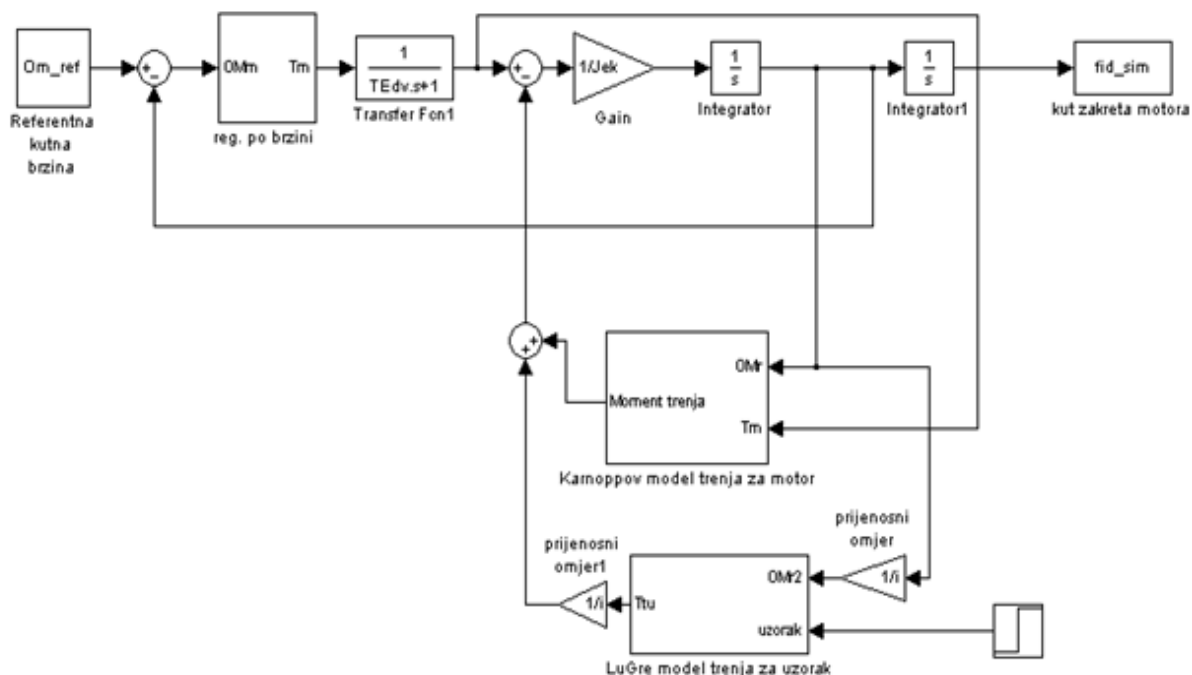 Om_ref
Referentna
kutna
brzina
+
-
OMm
Tm
reg. po brzini
1
TEdv.s+1
Transfer Fcn1
+
-
1/Jek
Gain
1
s
Integrator
1
s
Integrator1
fid_sim
kut zakreta motora
+
+
Moment trenja
OMr
Tm
Karnoppov model trenja za motor
prijenosni
omjer
1/i
prijenosni
omjer1
1/i
Ttu
OMr2
uzorak
LuGre model trenja za uzorak